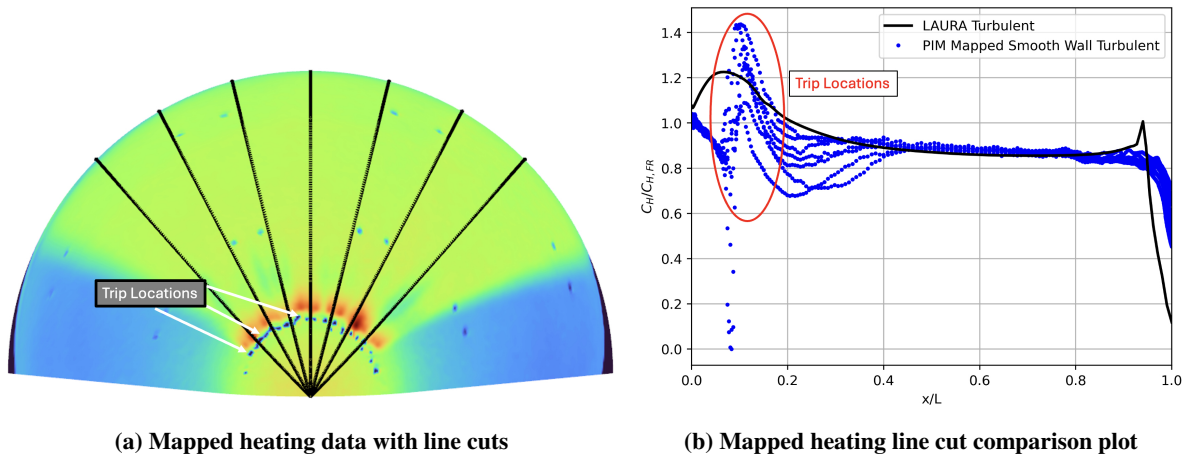 Trip Locations
(a) Mapped heating data with line cuts
LAURA Turbulent
PIM Mapped Smooth Wall Turbulent
Trip Locations
1.4
1.2
1.0
0.8
0.6
0.4
0.2
0.0
C_H/C_{H,FR}
0.0 0.2 0.4 0.6 0.8 1.0
x/L
(b) Mapped heating line cut comparison plot